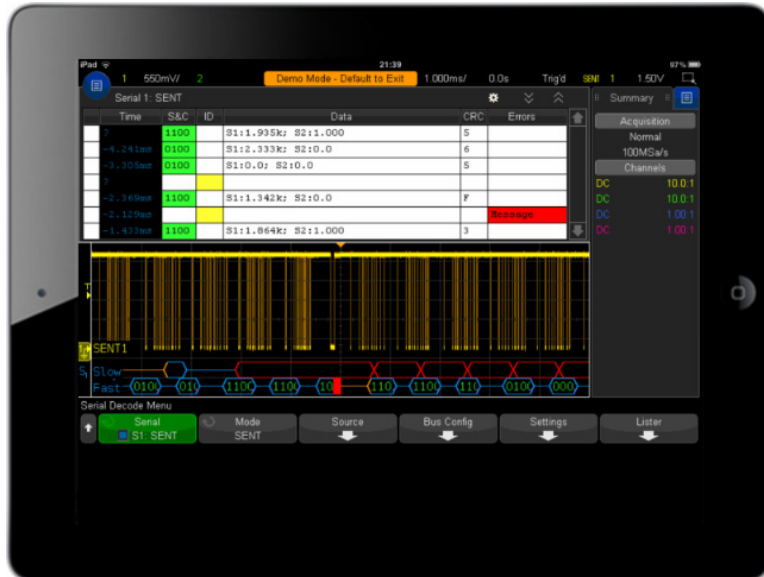 iPad 21:39 97%
1 550mV/ 2 Demo Mode - Default to Exit 1.000ms/ 0.0s Trig'd SENT 1 1.50V
Serial 1: SENT
Summary
Time S&C ID Data CRC Errors
? 1100 S1:1.935k; S2:1.000 5
-4.241ms 0100 S1:2.333k; S2:0.0 6
-3.305ms 0100 S1:0.0; S2:0.0 5
?
-2.369ms 1100 S1:1.342k; S2:0.0 F
-2.129ms Message
-1.433ms 1100 S1:1.864k; S2:1.000 3
Acquisition
Normal
100MSa/s
Channels
DC 10.0:1
DC 10.0:1
DC 1.00:1
DC 1.00:1
T
SENT1
S1 Slow
Fast 0100 010 1100 1100 10 110 1100 110 0100 000
Serial Decode Menu
Serial Mode Source Bus Config Settings Lister
S1: SENT SENT